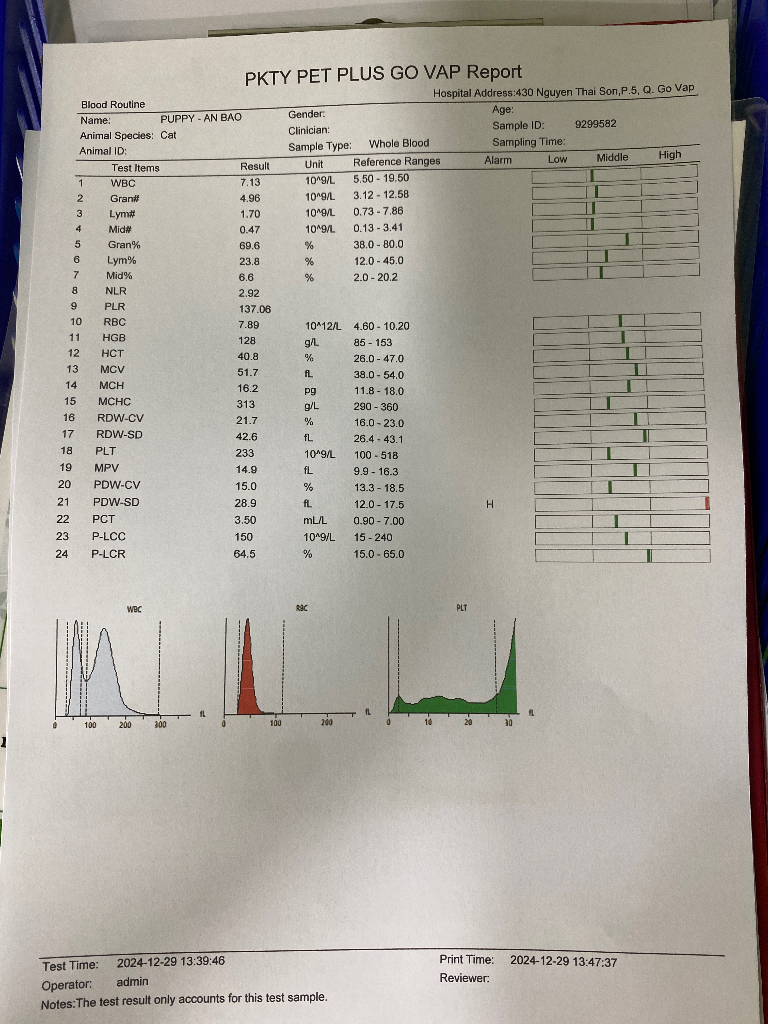 PKTY PET PLUS GO VAP Report
Hospital Address:430 Nguyen Thai Son,P.5, Q. Go Vap
Blood Routine
Name: PUPPY - AN BAO Gender: Age:
Animal Species: Cat Clinician: Sample ID: 9299582
Animal ID: Sample Type: Whole Blood Sampling Time:
Test Items Result Unit Reference Ranges Alarm Low Middle High
1 WBC 7.13 10^9/L 5.50 - 19.50
2 Gran# 4.96 10^9/L 3.12 - 12.58
3 Lym# 1.70 10^9/L 0.73 - 7.86
4 Mid# 0.47 10^9/L 0.13 - 3.41
5 Gran% 69.6 % 38.0 - 80.0
6 Lym% 23.8 % 12.0 - 45.0
7 Mid% 6.6 % 2.0 - 20.2
8 NLR 2.92
9 PLR 137.06
10 RBC 7.89 10^12/L 4.60 - 10.20
11 HGB 128 g/L 85 - 153
12 HCT 40.8 % 26.0 - 47.0
13 MCV 51.7 fL 38.0 - 54.0
14 MCH 16.2 pg 11.8 - 18.0
15 MCHC 313 g/L 290 - 360
16 RDW-CV 21.7 % 16.0 - 23.0
17 RDW-SD 42.6 fL 26.4 - 43.1
18 PLT 233 10^9/L 100 - 518
19 MPV 14.9 fL 9.9 - 16.3
20 PDW-CV 15.0 % 13.3 - 18.5
21 PDW-SD 28.9 fL 12.0 - 17.5 H
22 PCT 3.50 mL/L 0.90 - 7.00
23 P-LCC 150 10^9/L 15 - 240
24 P-LCR 64.5 % 15.0 - 65.0
WBC RBC PLT
0 100 200 300 fL 0 100 200 fL 0 10 20 30 fL
Test Time: 2024-12-29 13:39:46 Print Time: 2024-12-29 13:47:37
Operator: admin Reviewer:
Notes:The test result only accounts for this test sample.